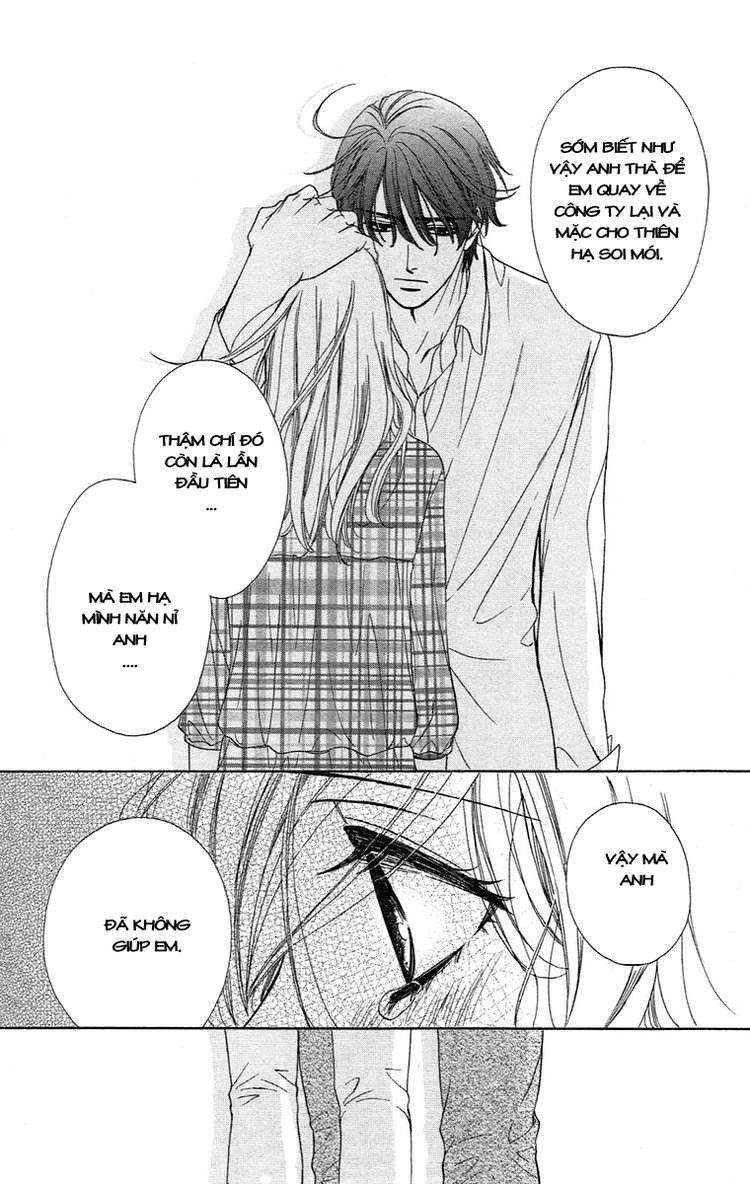 SỚM BIẾT NHƯ
VẬY ANH THÀ ĐỂ
EM QUAY VỀ
CÔNG TY LẠI VÀ
MẶC CHO THIÊN
HẠ SOI MÓI.
THẬM CHÍ ĐÓ
CÒN LÀ LẦN
ĐẦU TIÊN
...
MÀ EM HẠ
MÌNH NĂN NỈ
ANH
....
VẬY MÀ
ANH
ĐÃ KHÔNG
GIÚP EM.